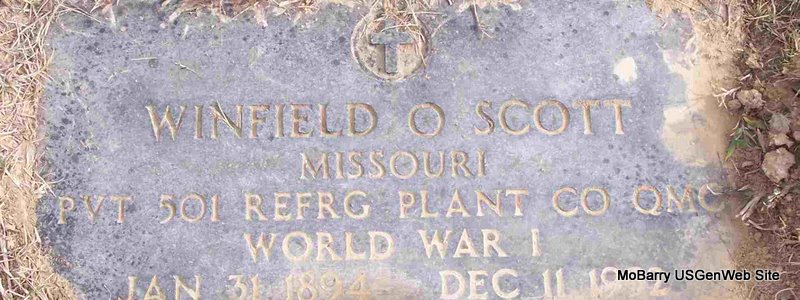 WINFIELD O SCOTT
MISSOURI
PVT 501 REFRG PLANT CO QMC
WORLD WAR I
JAN 31 1894 DEC 11
MoBarry USGenWeb Site